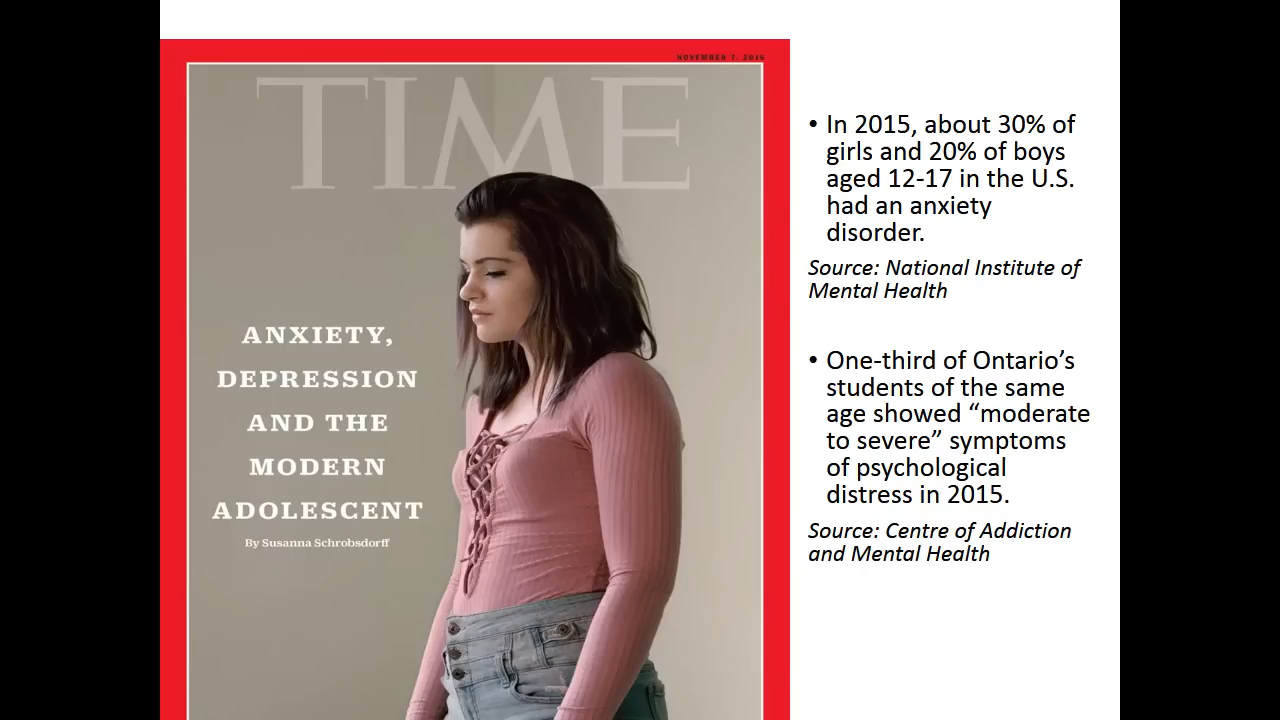 NOVEMBER 7, 2016
TIME
ANXIETY,
DEPRESSION
AND THE
MODERN
ADOLESCENT
By Susanna Schrobsdorff
• In 2015, about 30% of
girls and 20% of boys
aged 12-17 in the U.S.
had an anxiety
disorder.
Source: National Institute of
Mental Health
• One-third of Ontario’s
students of the same
age showed “moderate
to severe” symptoms
of psychological
distress in 2015.
Source: Centre of Addiction
and Mental Health